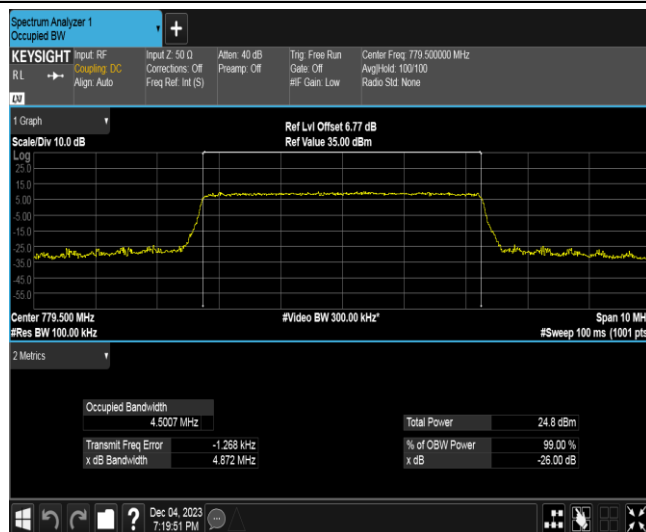 Spectrum Analyzer 1
Occupied BW
KEYSIGHT
RL
LXI
Input: RF
Coupling: DC
Align: Auto
Input Z: 50 Ω
Corrections: Off
Freq Ref: Int (S)
Atten: 40 dB
Preamp: Off
Trig: Free Run
Gate: Off
#IF Gain: Low
Center Freq: 779.500000 MHz
Avg|Hold: 100/100
Radio Std: None
1 Graph
Scale/Div 10.0 dB
Ref Lvl Offset 6.77 dB
Ref Value 35.00 dBm
Log
25.0
15.0
5.00
-5.00
-15.0
-25.0
-35.0
-45.0
-55.0
Center 779.500 MHz
#Res BW 100.00 kHz
#Video BW 300.00 kHz*
Span 10 MH
#Sweep 100 ms (1001 pts
2 Metrics
Occupied Bandwidth
4.5007 MHz
Transmit Freq Error -1.268 kHz
x dB Bandwidth 4.872 MHz
Total Power 24.8 dBm
% of OBW Power 99.00 %
x dB -26.00 dB
Dec 04, 2023
7:19:51 PM